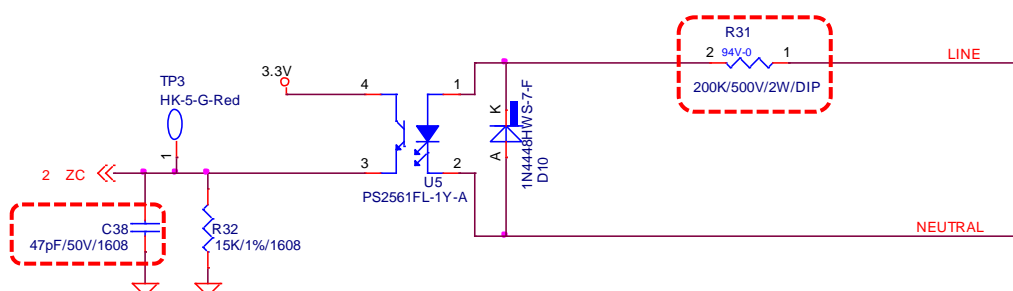 R31
2 94V-0 1
LINE
200K/500V/2W/DIP
3.3V
TP3
HK-5-G-Red
4
1
K
1N4448HWS-7-F
A
D10
1
3
2
2 ZC
U5
PS2561FL-1Y-A
C38
47pF/50V/1608
R32
15K/1%/1608
NEUTRAL